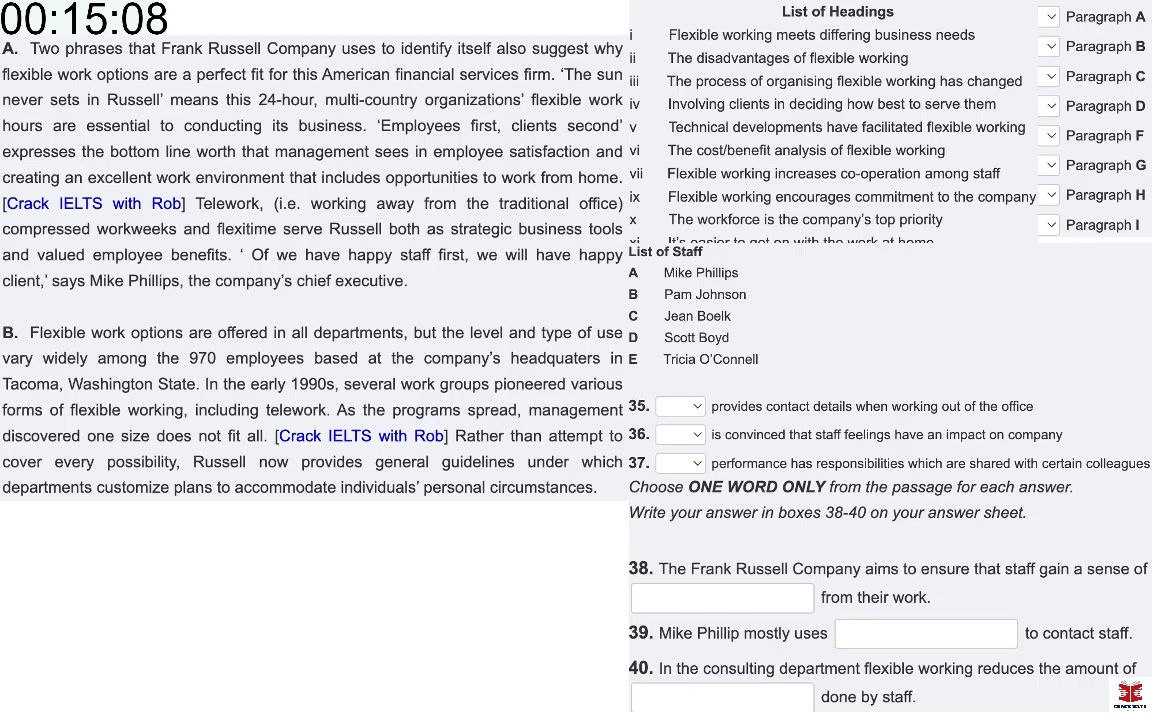 00:15:08
A. Two phrases that Frank Russell Company uses to identify itself also suggest why
flexible work options are a perfect fit for this American financial services firm. ‘The sun
never sets in Russell’ means this 24-hour, multi-country organizations’ flexible work
hours are essential to conducting its business. ‘Employees first, clients second’
expresses the bottom line worth that management sees in employee satisfaction and
creating an excellent work environment that includes opportunities to work from home.
[Crack IELTS with Rob] Telework, (i.e. working away from the traditional office)
compressed workweeks and flexitime serve Russell both as strategic business tools
and valued employee benefits. ‘ Of we have happy staff first, we will have happy
client,’ says Mike Phillips, the company’s chief executive.
B. Flexible work options are offered in all departments, but the level and type of use
vary widely among the 970 employees based at the company’s headquaters in
Tacoma, Washington State. In the early 1990s, several work groups pioneered various
forms of flexible working, including telework. As the programs spread, management
discovered one size does not fit all. [Crack IELTS with Rob] Rather than attempt to
cover every possibility, Russell now provides general guidelines under which
departments customize plans to accommodate individuals’ personal circumstances.
List of Headings
i Flexible working meets differing business needs
ii The disadvantages of flexible working
iii The process of organising flexible working has changed
iv Involving clients in deciding how best to serve them
v Technical developments have facilitated flexible working
vi The cost/benefit analysis of flexible working
vii Flexible working increases co-operation among staff
ix Flexible working encourages commitment to the company
x The workforce is the company’s top priority
xi It’s easier to get on with the work at home
Paragraph A
Paragraph B
Paragraph C
Paragraph D
Paragraph F
Paragraph G
Paragraph H
Paragraph I
List of Staff
A Mike Phillips
B Pam Johnson
C Jean Boelk
D Scott Boyd
E Tricia O’Connell
35. provides contact details when working out of the office
36. is convinced that staff feelings have an impact on company
37. performance has responsibilities which are shared with certain colleagues
Choose ONE WORD ONLY from the passage for each answer.
Write your answer in boxes 38-40 on your answer sheet.
38. The Frank Russell Company aims to ensure that staff gain a sense of
from their work.
39. Mike Phillip mostly uses to contact staff.
40. In the consulting department flexible working reduces the amount of
done by staff.